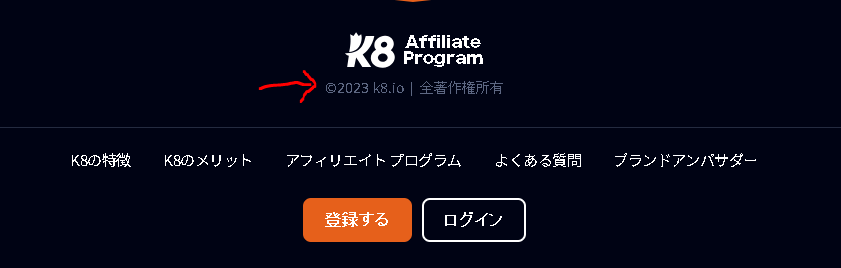 K8 Affiliate
Program
©2023 k8.io | 全著作権所有
K8の特徴 K8のメリット アフィリエイト プログラム よくある質問 ブランドアンバサダー
登録する ログイン